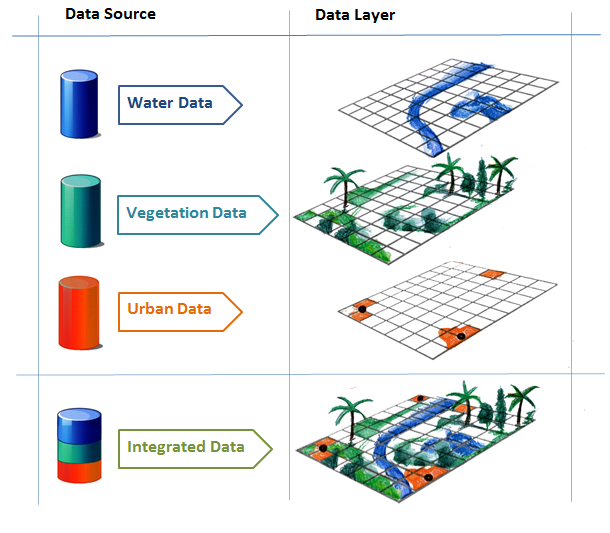 Data Source
Data Layer
Water Data
Vegetation Data
Urban Data
Integrated Data